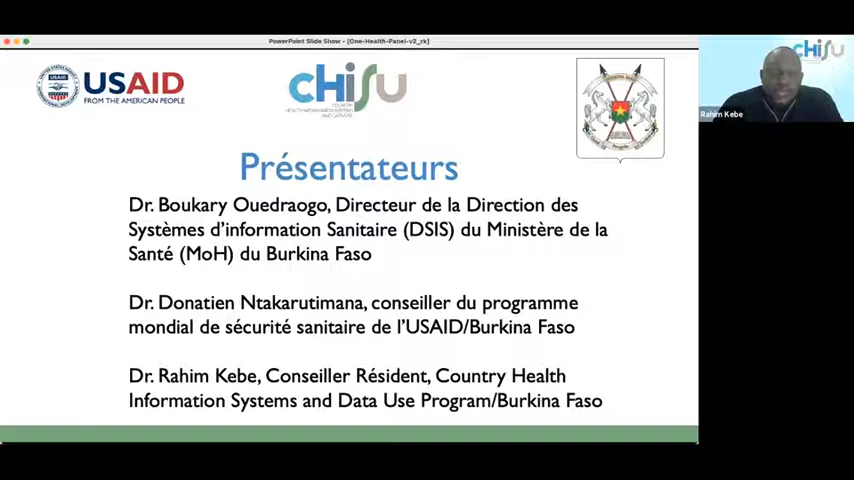 PowerPoint Slide Show - [One-Health-Panel-v2_rk]
USAID
FROM THE AMERICAN PEOPLE
CHISU
COUNTRY
HEALTH INFORMATION SYSTEMS
AND DATA USE
CHISU
Rahim Kebe
Présentateurs
Dr. Boukary Ouedraogo, Directeur de la Direction des
Systèmes d'information Sanitaire (DSIS) du Ministère de la
Santé (MoH) du Burkina Faso
Dr. Donatien Ntakarutimana, conseiller du programme
mondial de sécurité sanitaire de l'USAID/Burkina Faso
Dr. Rahim Kebe, Conseiller Résident, Country Health
Information Systems and Data Use Program/Burkina Faso